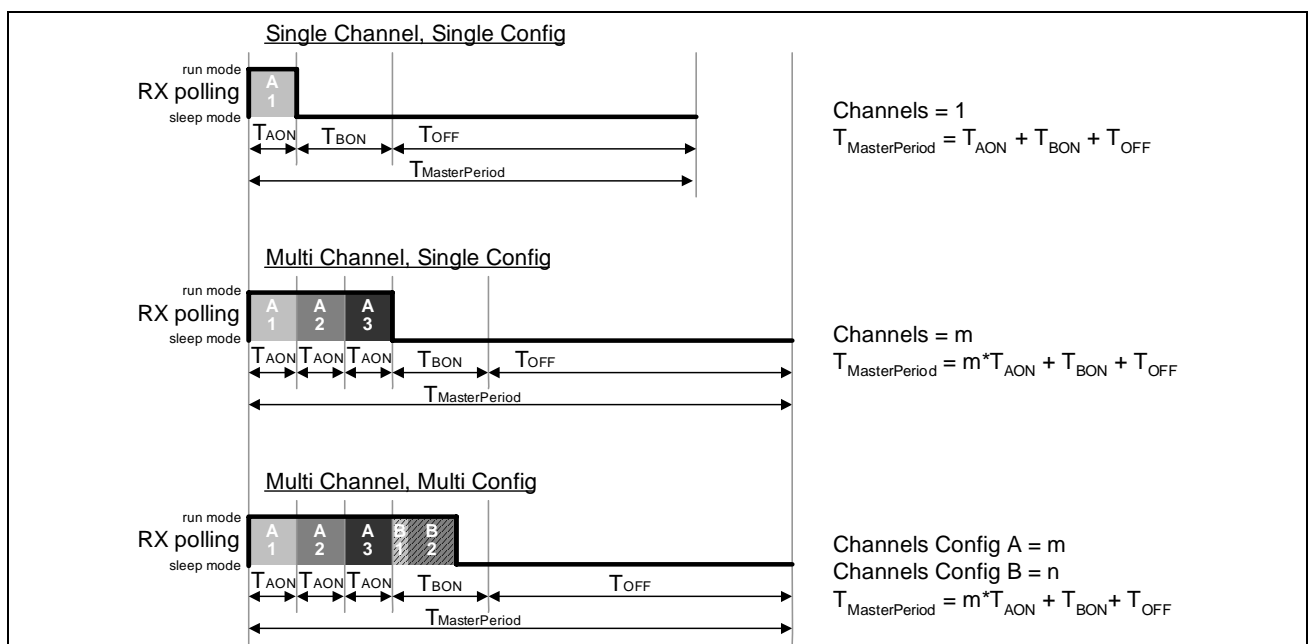 Single Channel, Single Config
run mode
RX polling
sleep mode
A
1
TAON
TBON
TOFF
TMasterPeriod
Channels = 1
TMasterPeriod = TAON + TBON + TOFF
Multi Channel, Single Config
run mode
RX polling
sleep mode
A
1
A
2
A
3
TAON TAON TAON
TBON
TOFF
TMasterPeriod
Channels = m
TMasterPeriod = m*TAON + TBON + TOFF
Multi Channel, Multi Config
run mode
RX polling
sleep mode
A
1
A
2
A
3
B
1
B
2
TAON TAON TAON
TBON
TOFF
TMasterPeriod
Channels Config A = m
Channels Config B = n
TMasterPeriod = m*TAON + TBON+ TOFF